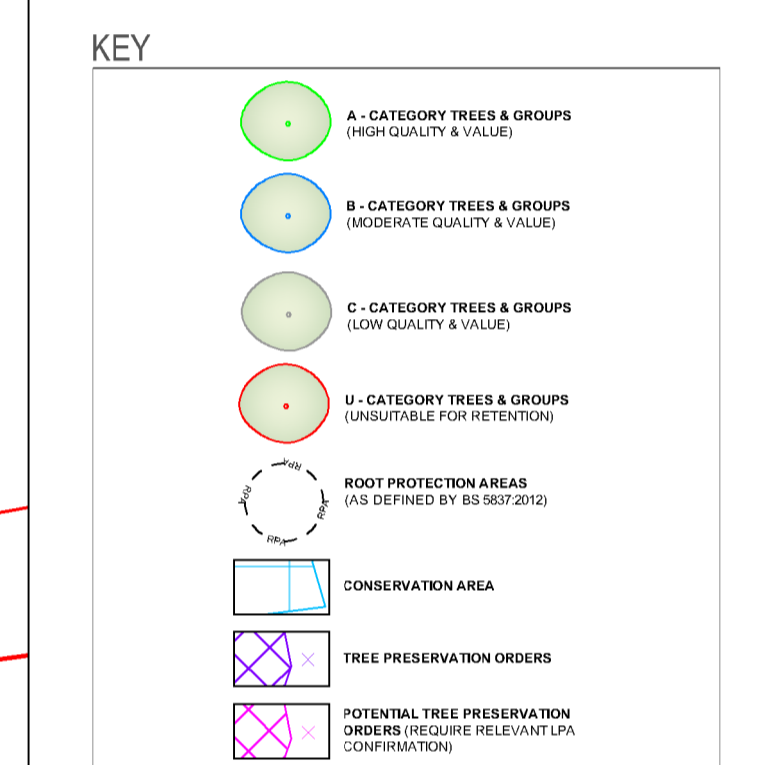 KEY
A - CATEGORY TREES & GROUPS
(HIGH QUALITY & VALUE)
B - CATEGORY TREES & GROUPS
(MODERATE QUALITY & VALUE)
C - CATEGORY TREES & GROUPS
(LOW QUALITY & VALUE)
U - CATEGORY TREES & GROUPS
(UNSUITABLE FOR RETENTION)
RPA
RPA
RPA
RPA
ROOT PROTECTION AREAS
(AS DEFINED BY BS 5837:2012)
CONSERVATION AREA
TREE PRESERVATION ORDERS
POTENTIAL TREE PRESERVATION
ORDERS (REQUIRE RELEVANT LPA
CONFIRMATION)